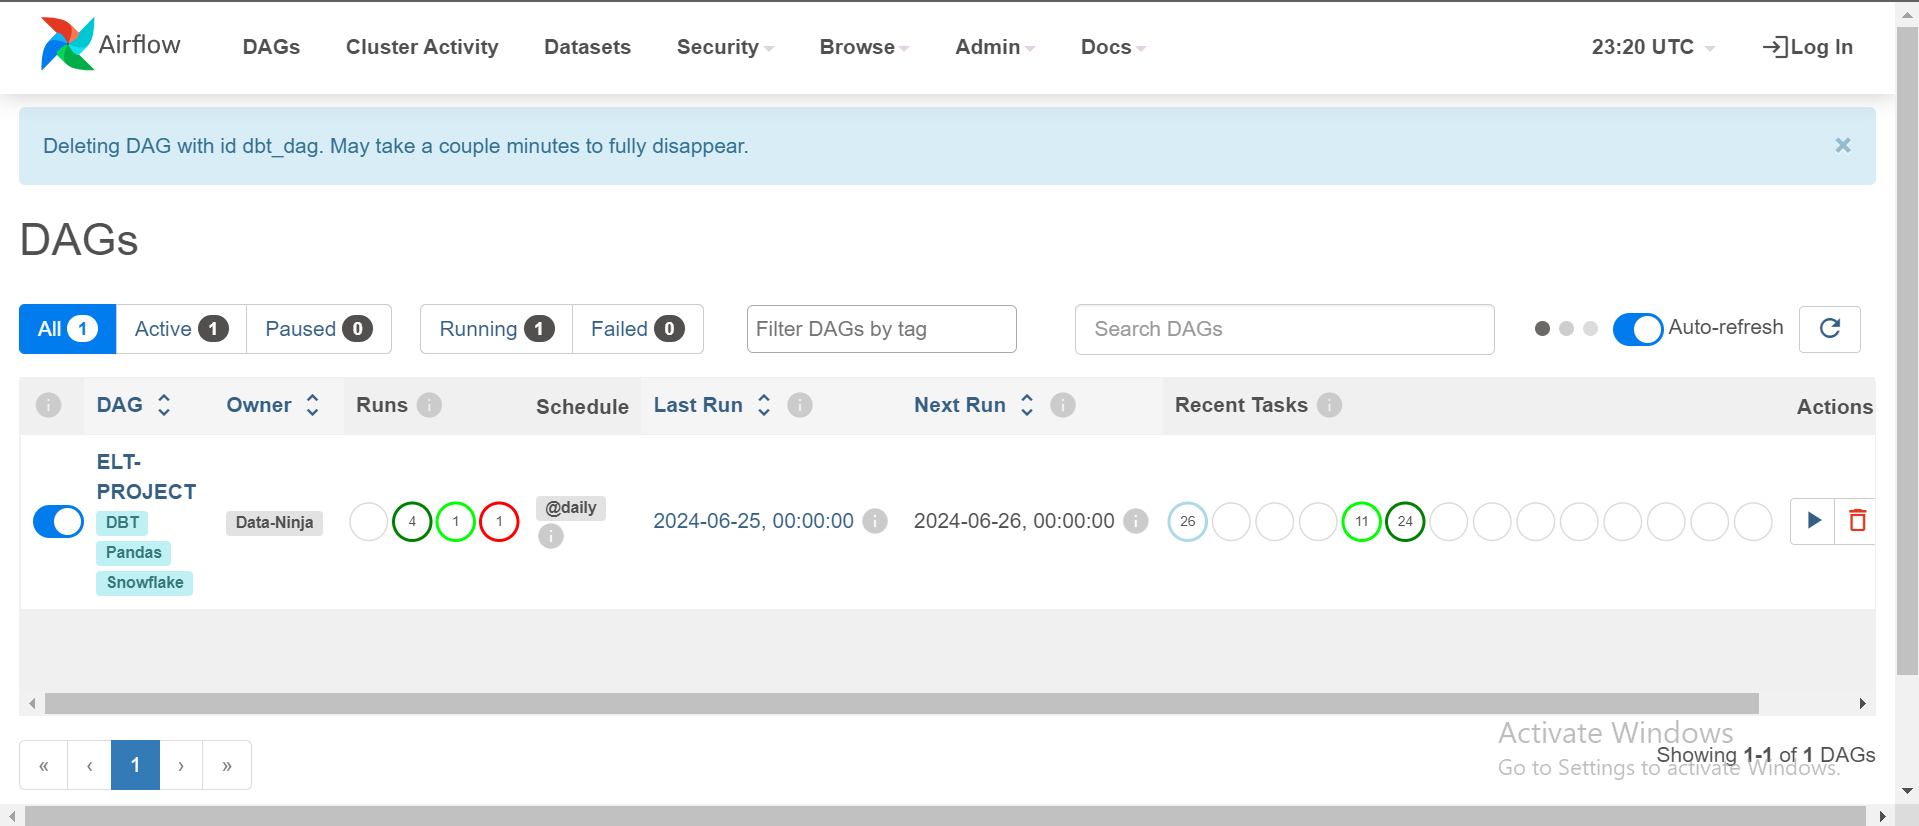 Airflow DAGs Cluster Activity Datasets Security Browse Admin Docs 23:20 UTC Log In
Deleting DAG with id dbt_dag. May take a couple minutes to fully disappear. ×
DAGs
All 1 Active 1 Paused 0 Running 1 Failed 0 Filter DAGs by tag Search DAGs Auto-refresh
i DAG Owner Runs i Schedule Last Run i Next Run i Recent Tasks i Actions
ELT-
PROJECT
DBT
Pandas
Snowflake
Data-Ninja 4 1 1 @daily i 2024-06-25, 00:00:00 i 2024-06-26, 00:00:00 i 26 11 24
Activate Windows
Showing 1-1 of 1 DAGs
Go to Settings to activate Windows.
« ‹ 1 › »